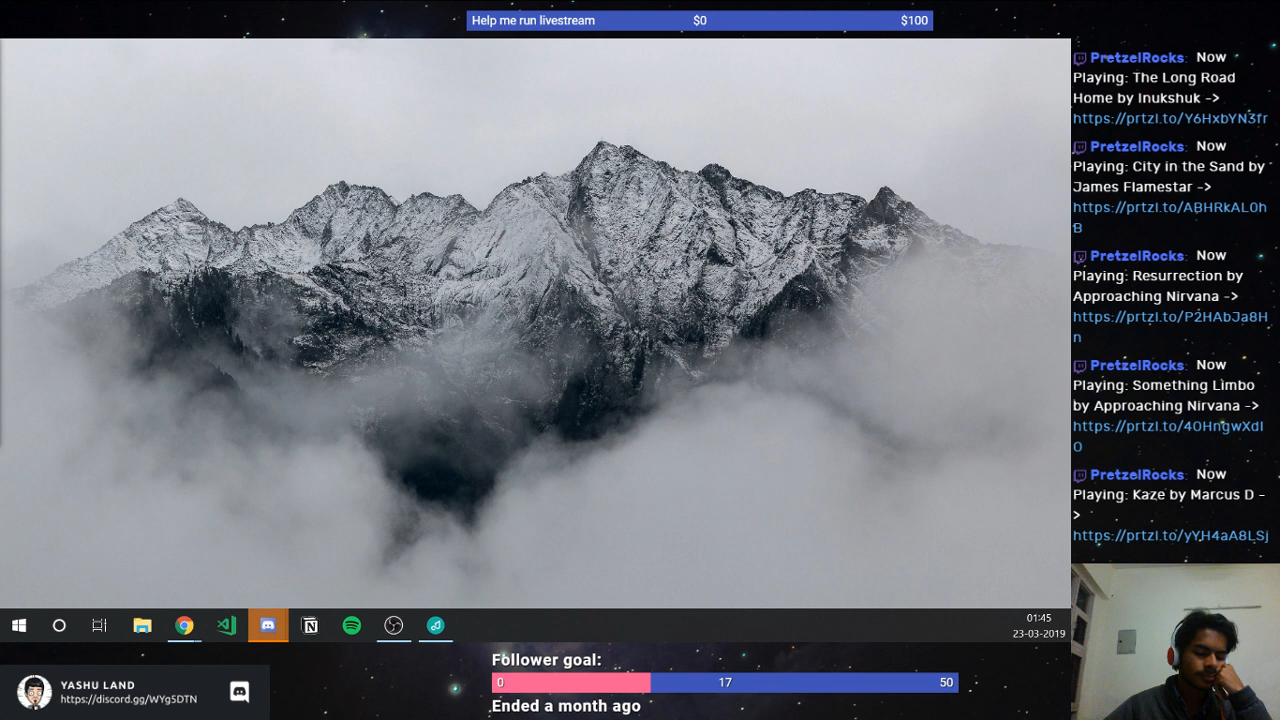 Help me run livestream $0 $100
PretzelRocks: Now
Playing: The Long Road
Home by Inukshuk ->
https://prtzl.to/Y6HxbYN3fr
PretzelRocks: Now
Playing: City in the Sand by
James Flamestar ->
https://prtzl.to/ABHRkAL0h
B
PretzelRocks: Now
Playing: Resurrection by
Approaching Nirvana ->
https://prtzl.to/P2HAbJa8H
n
PretzelRocks: Now
Playing: Something Limbo
by Approaching Nirvana ->
https://prtzl.to/4OHngwXdl
O
PretzelRocks: Now
Playing: Kaze by Marcus D -
>
https://prtzl.to/yYH4aA8LSj
01:45
23-03-2019
Follower goal:
0 17 50
Ended a month ago
YASHU LAND
https://discord.gg/WYg5DTN